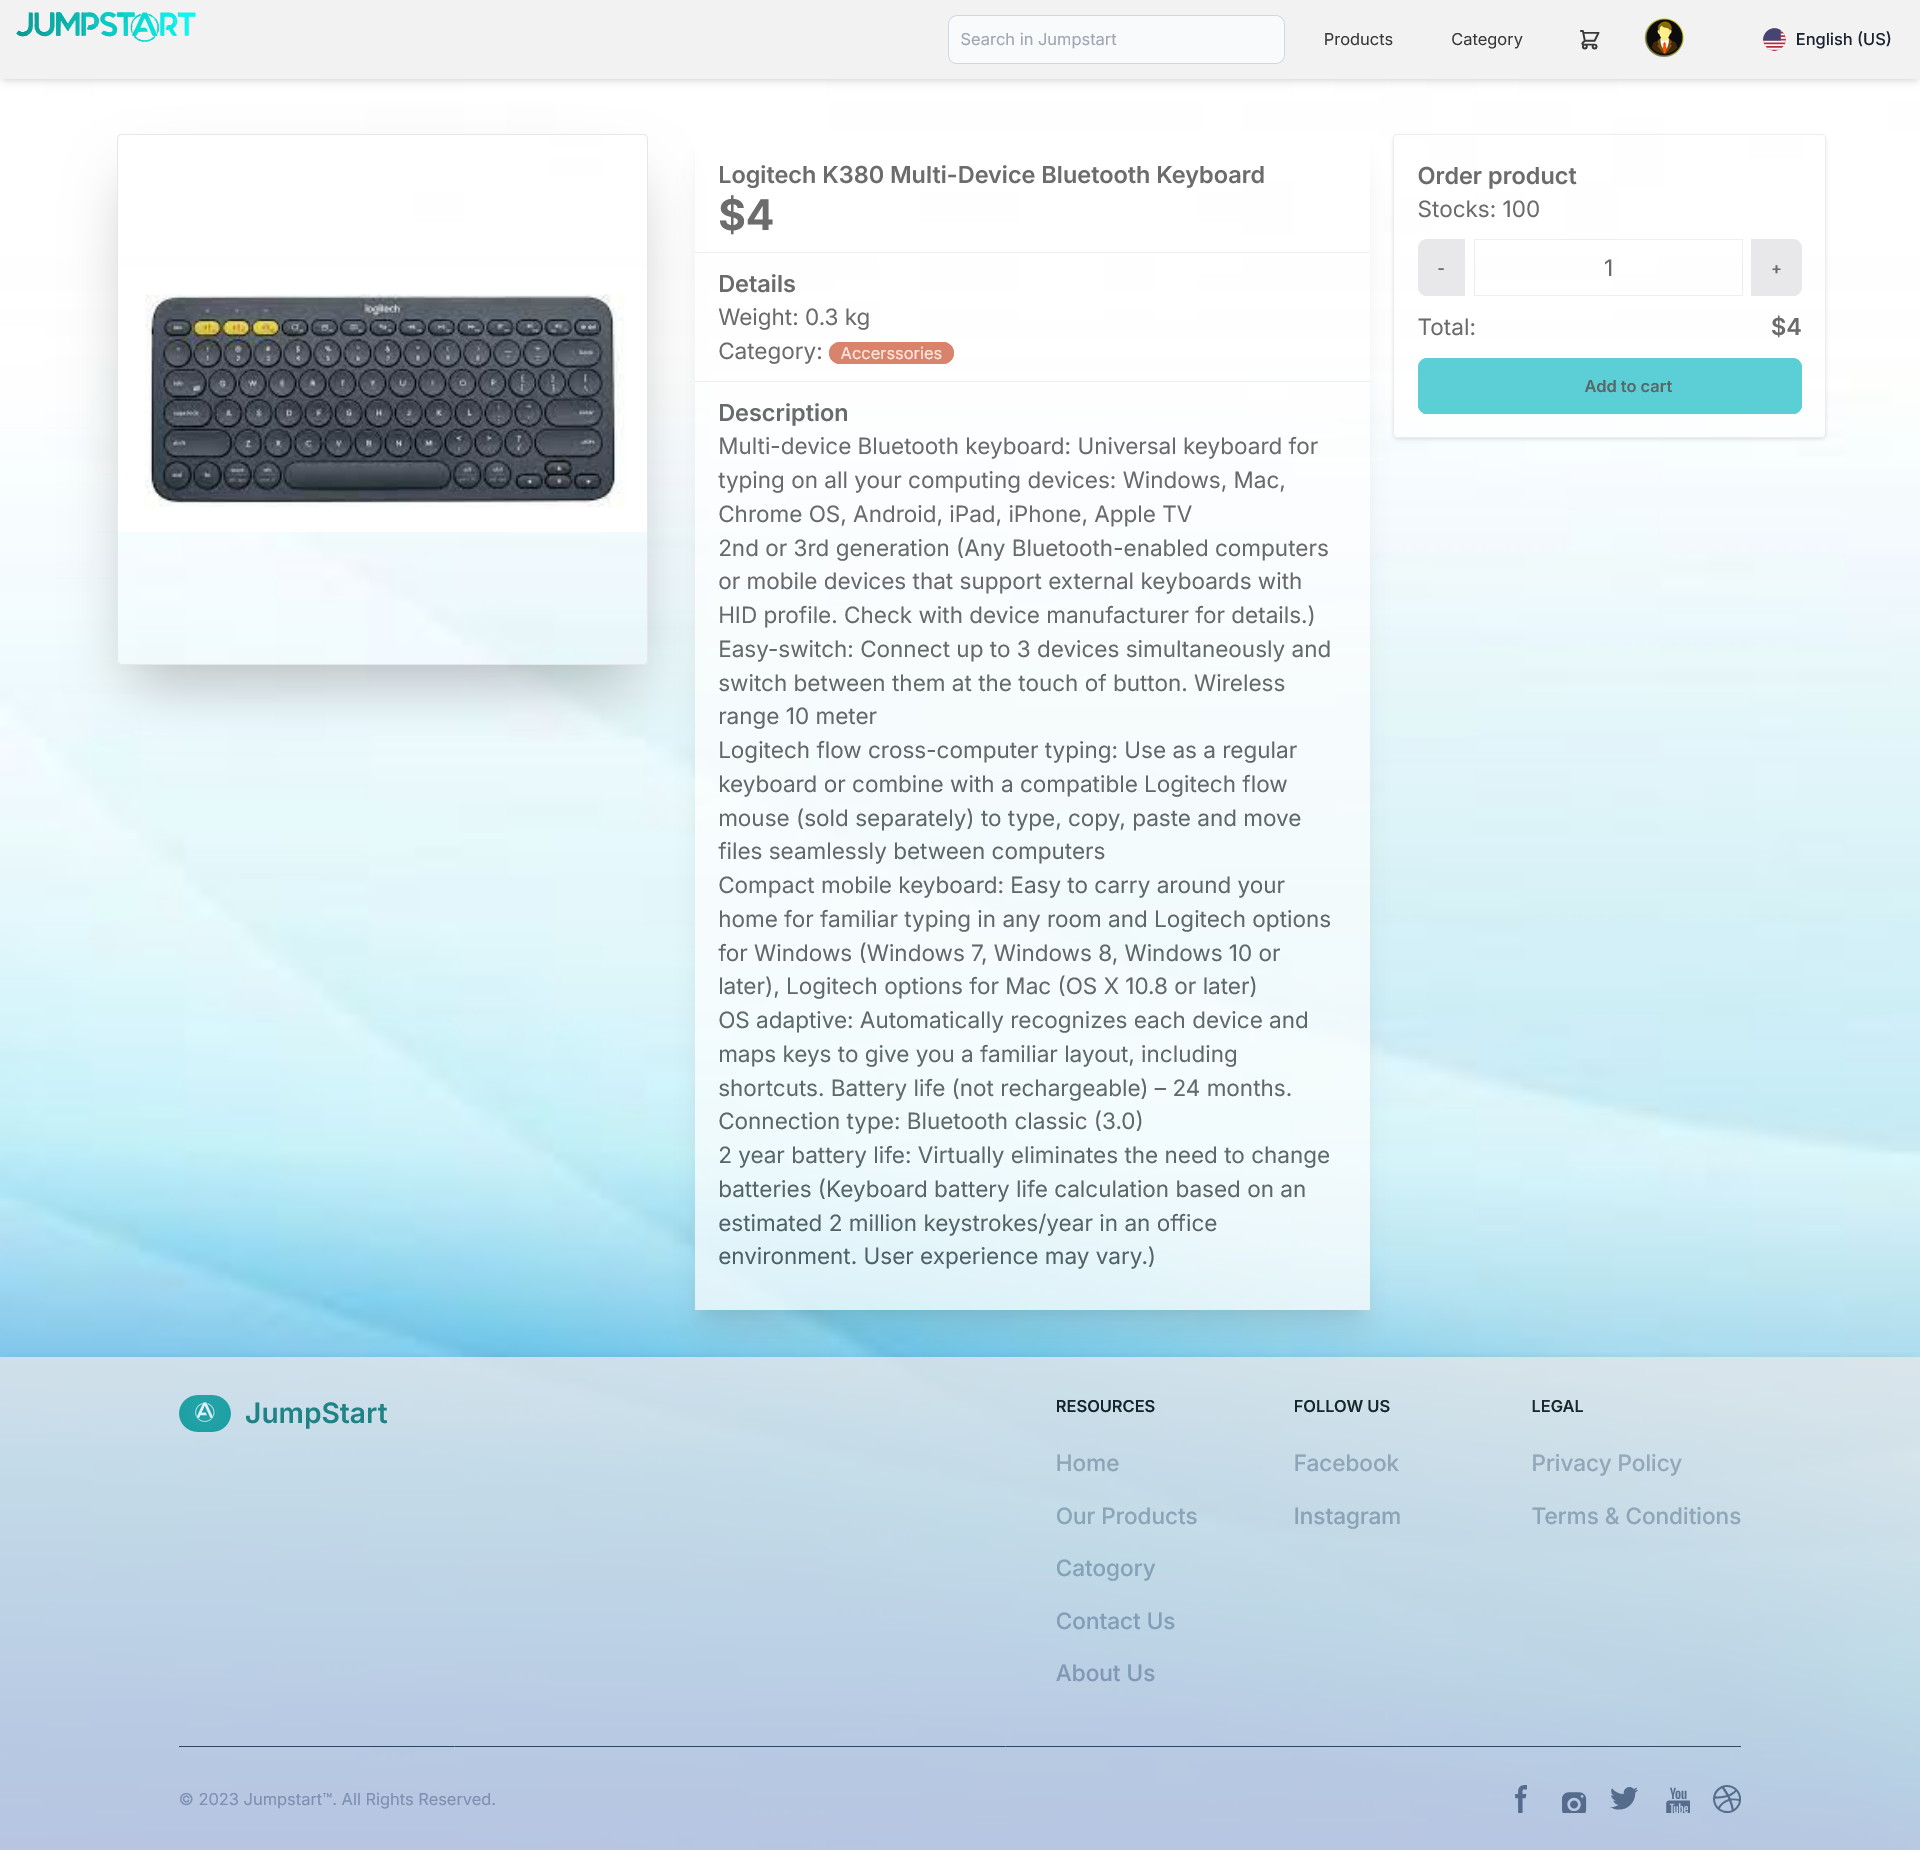 JUMPSTART
Search in Jumpstart
Products
Category
English (US)
logitech
Logitech K380 Multi-Device Bluetooth Keyboard
$4
Details
Weight: 0.3 kg
Category: Accerssories
Description
Multi-device Bluetooth keyboard: Universal keyboard for
typing on all your computing devices: Windows, Mac,
Chrome OS, Android, iPad, iPhone, Apple TV
2nd or 3rd generation (Any Bluetooth-enabled computers
or mobile devices that support external keyboards with
HID profile. Check with device manufacturer for details.)
Easy-switch: Connect up to 3 devices simultaneously and
switch between them at the touch of button. Wireless
range 10 meter
Logitech flow cross-computer typing: Use as a regular
keyboard or combine with a compatible Logitech flow
mouse (sold separately) to type, copy, paste and move
files seamlessly between computers
Compact mobile keyboard: Easy to carry around your
home for familiar typing in any room and Logitech options
for Windows (Windows 7, Windows 8, Windows 10 or
later), Logitech options for Mac (OS X 10.8 or later)
OS adaptive: Automatically recognizes each device and
maps keys to give you a familiar layout, including
shortcuts. Battery life (not rechargeable) – 24 months.
Connection type: Bluetooth classic (3.0)
2 year battery life: Virtually eliminates the need to change
batteries (Keyboard battery life calculation based on an
estimated 2 million keystrokes/year in an office
environment. User experience may vary.)
Order product
Stocks: 100
- 1 +
Total: $4
Add to cart
JumpStart
RESOURCES
Home
Our Products
Catogory
Contact Us
About Us
FOLLOW US
Facebook
Instagram
LEGAL
Privacy Policy
Terms & Conditions
© 2023 Jumpstart™. All Rights Reserved.
You
Tube